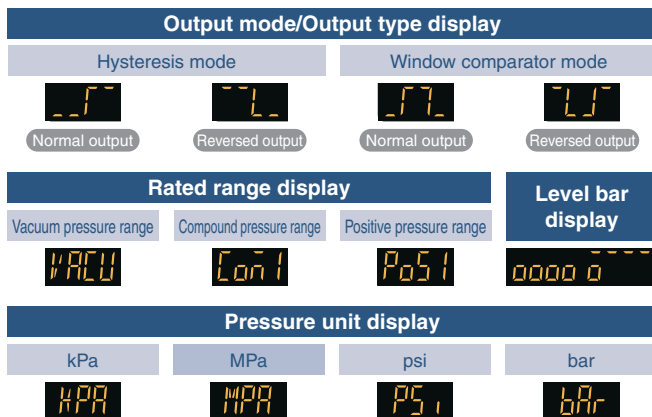 Output mode/Output type display
Hysteresis mode Window comparator mode
Normal output Reversed output Normal output Reversed output
Rated range display Level bar display
Vacuum pressure range Compound pressure range Positive pressure range
VACU Com1 PoS1
oooo o
Pressure unit display
kPa MPa psi bar
KPA MPA PSi bAr